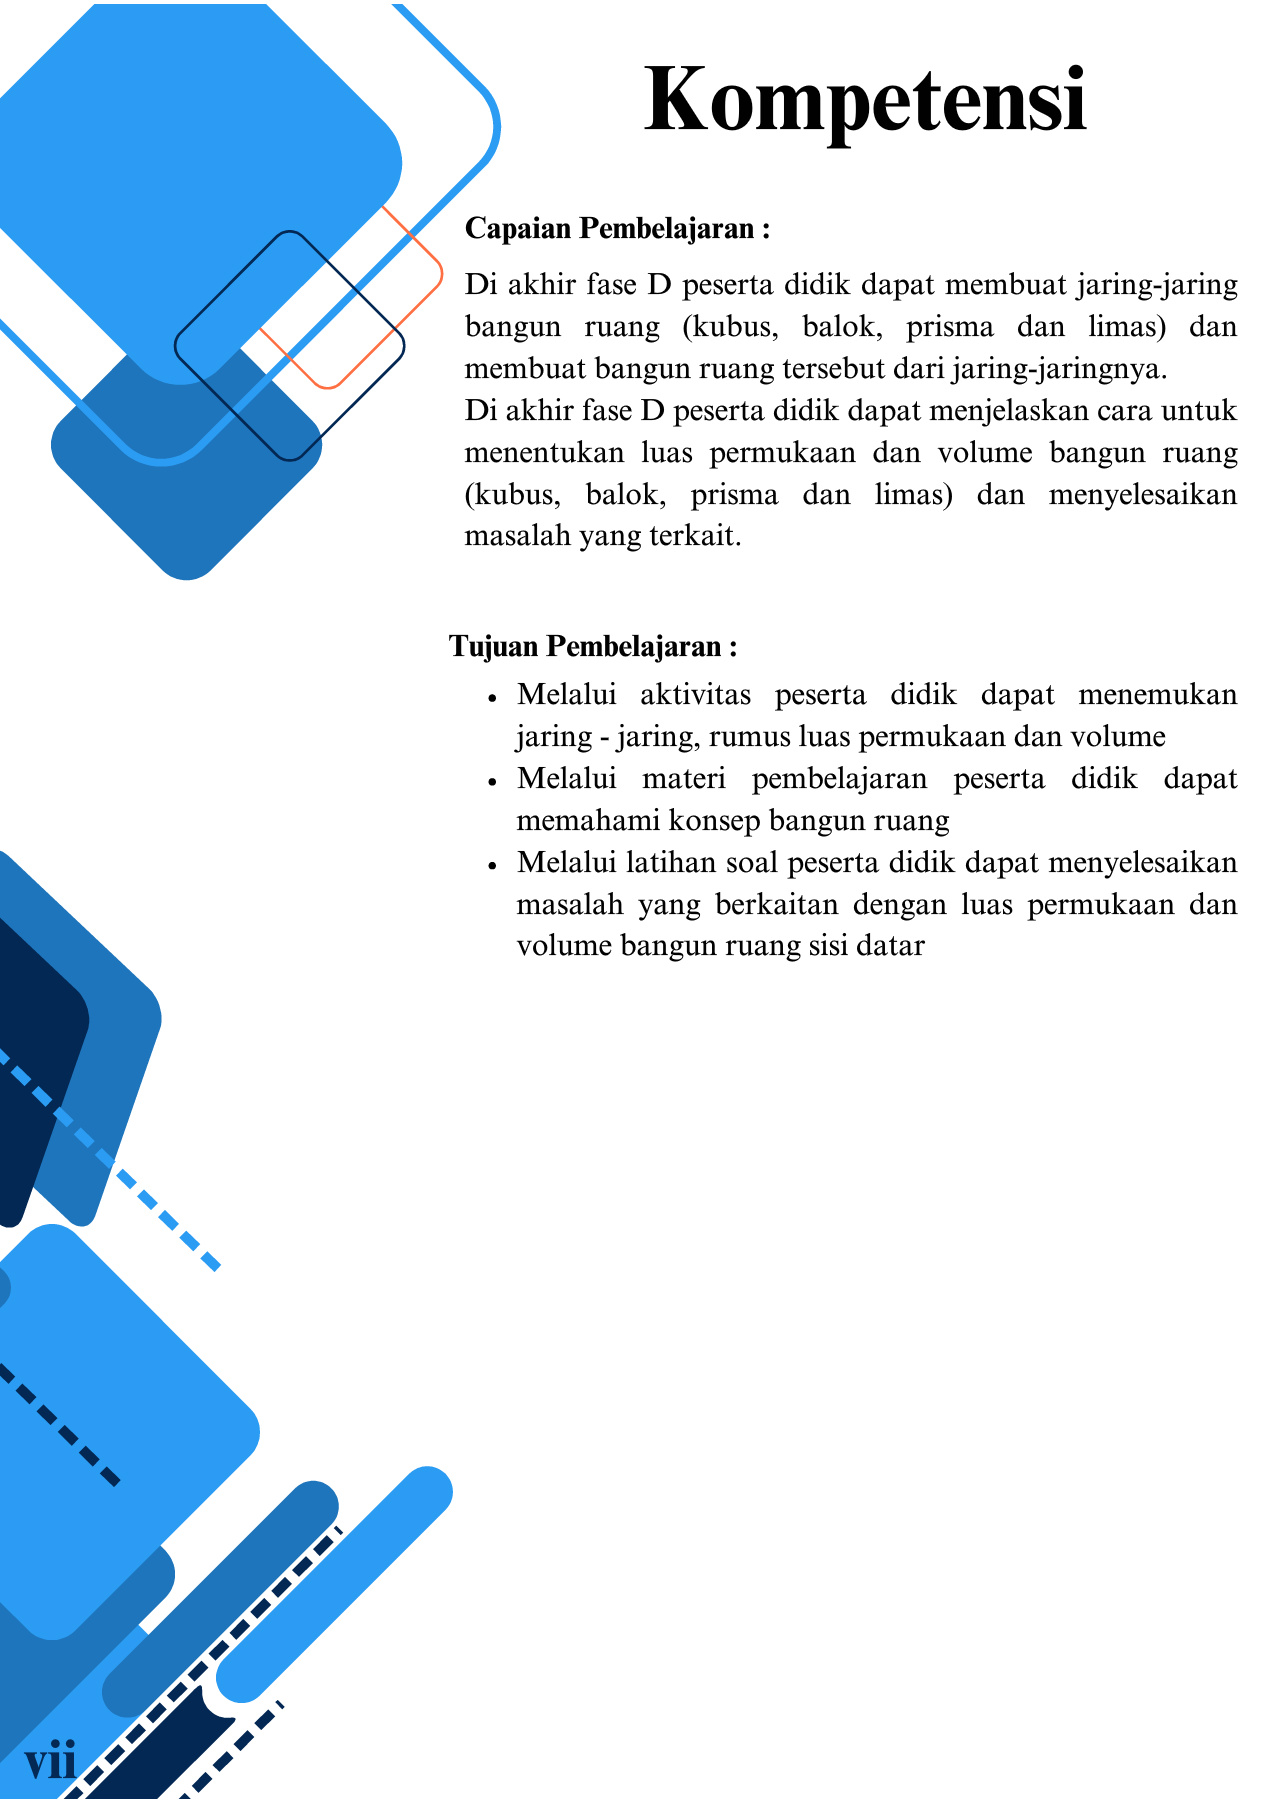 Kompetensi
Capaian Pembelajaran :
Di akhir fase D peserta didik dapat membuat jaring-jaring
bangun ruang (kubus, balok, prisma dan limas) dan
membuat bangun ruang tersebut dari jaring-jaringnya.
Di akhir fase D peserta didik dapat menjelaskan cara untuk
menentukan luas permukaan dan volume bangun ruang
(kubus, balok, prisma dan limas) dan menyelesaikan
masalah yang terkait.
Tujuan Pembelajaran :
• Melalui aktivitas peserta didik dapat menemukan
jaring - jaring, rumus luas permukaan dan volume
• Melalui materi pembelajaran peserta didik dapat
memahami konsep bangun ruang
• Melalui latihan soal peserta didik dapat menyelesaikan
masalah yang berkaitan dengan luas permukaan dan
volume bangun ruang sisi datar
vii